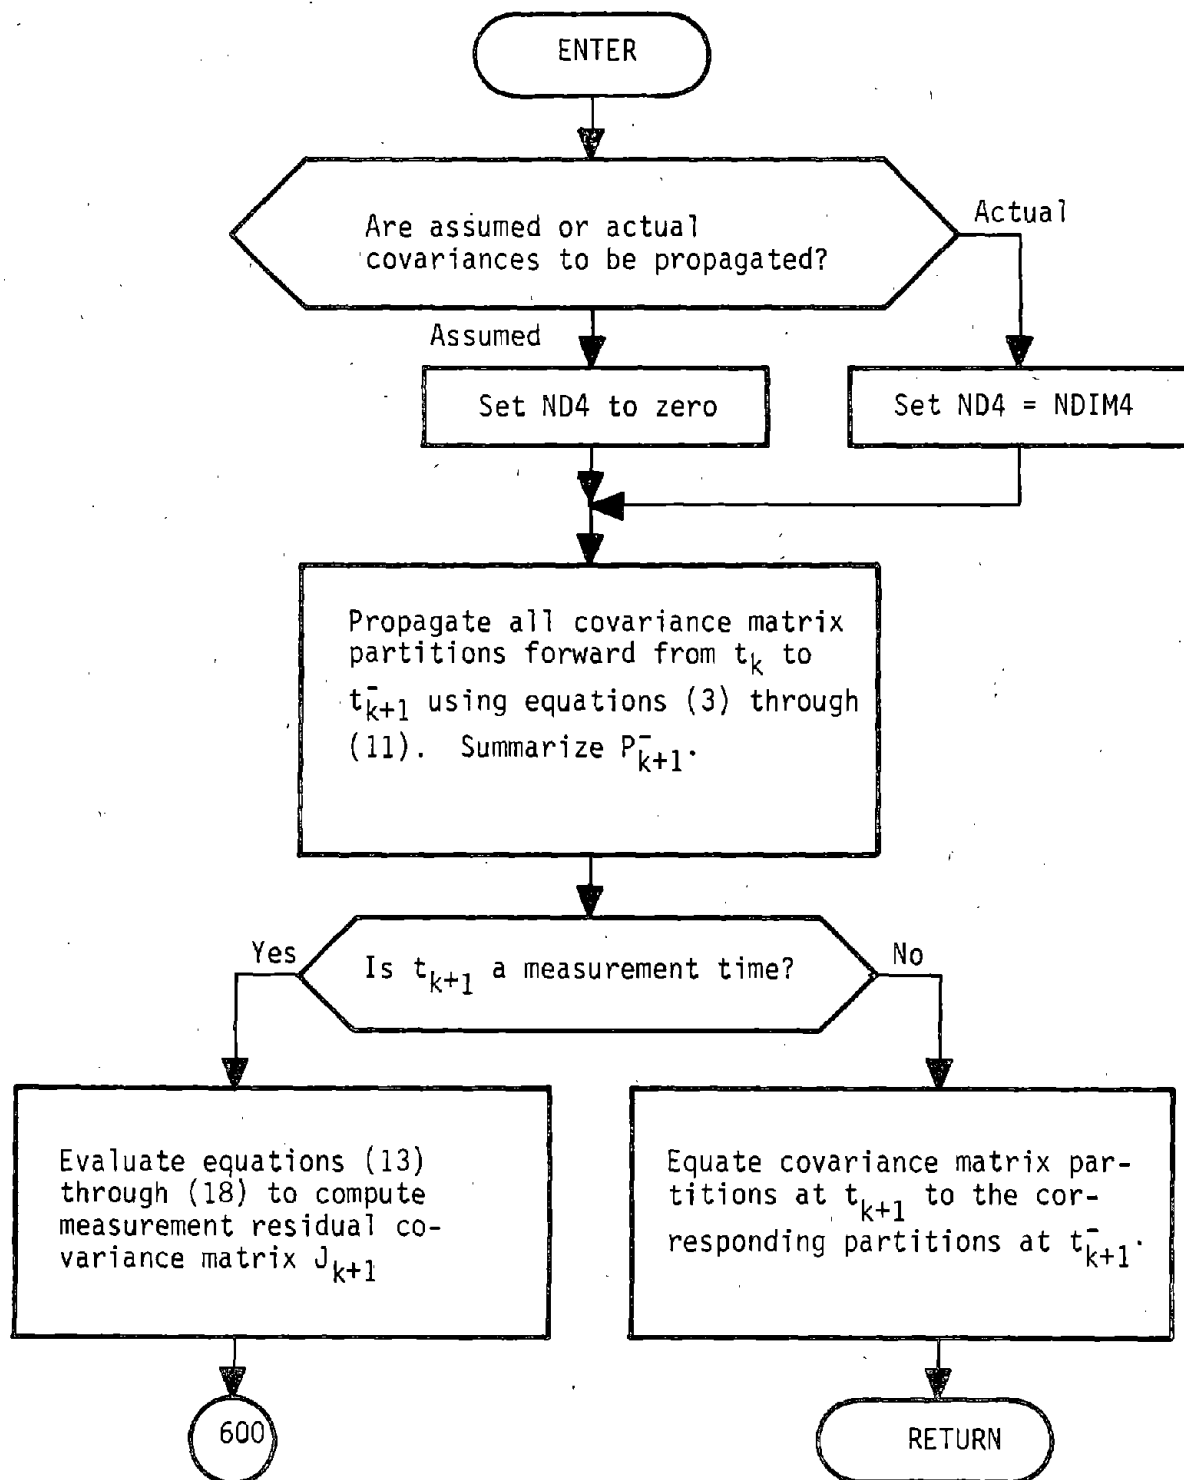 ENTER
Are assumed or actual
covariances to be propagated?
Actual
Assumed
Set ND4 to zero
Set ND4 = NDIM4
Propagate all covariance matrix
partitions forward from t_k to
t⁻_{k+1} using equations (3) through
(11). Summarize P⁻_{k+1}.
Yes
Is t_{k+1} a measurement time?
No
Evaluate equations (13)
through (18) to compute
measurement residual co-
variance matrix J_{k+1}
Equate covariance matrix par-
titions at t_{k+1} to the cor-
responding partitions at t⁻_{k+1}.
600
RETURN